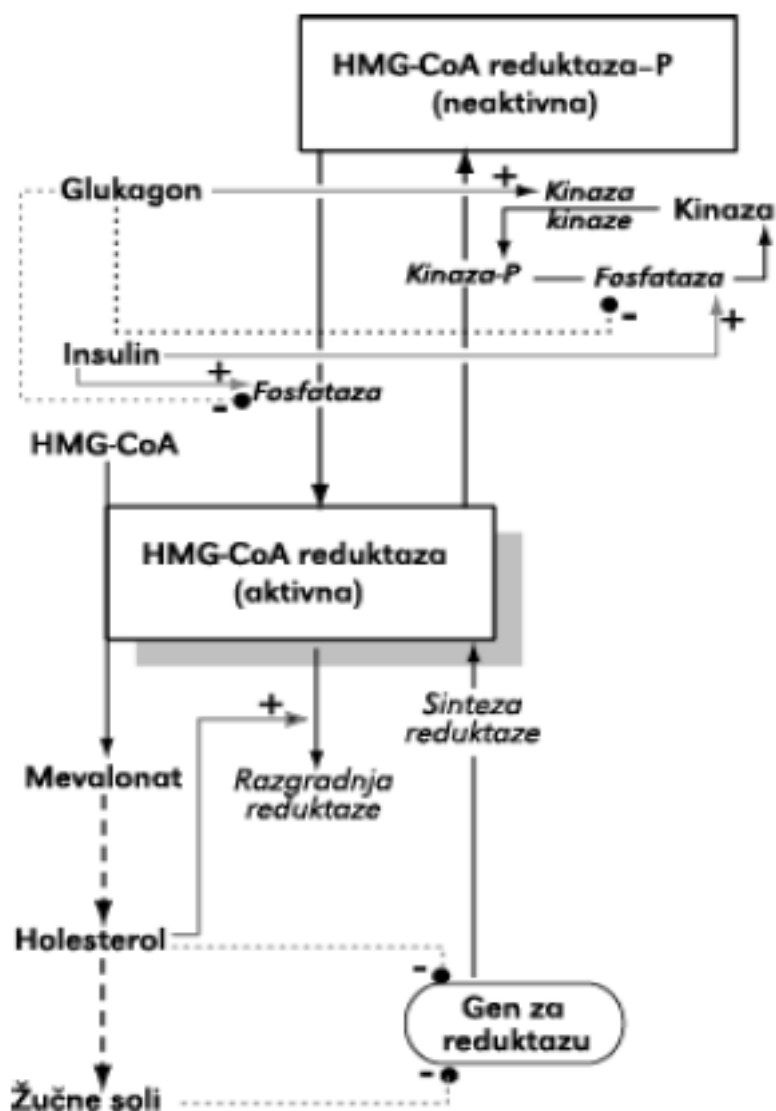 HMG-CoA reduktaza–P
(neaktivna)
Glukagon
+
Kinaza
kinaze
Kinaza
Kinaza-P
Fosfataza
-
+
Insulin
+
Fosfataza
-
HMG-CoA
HMG-CoA reduktaza
(aktivna)
+
Sinteza
reduktaze
Mevalonat
Razgradnja
reduktaze
Holesterol
-
Gen za
reduktazu
-
Žučne soli